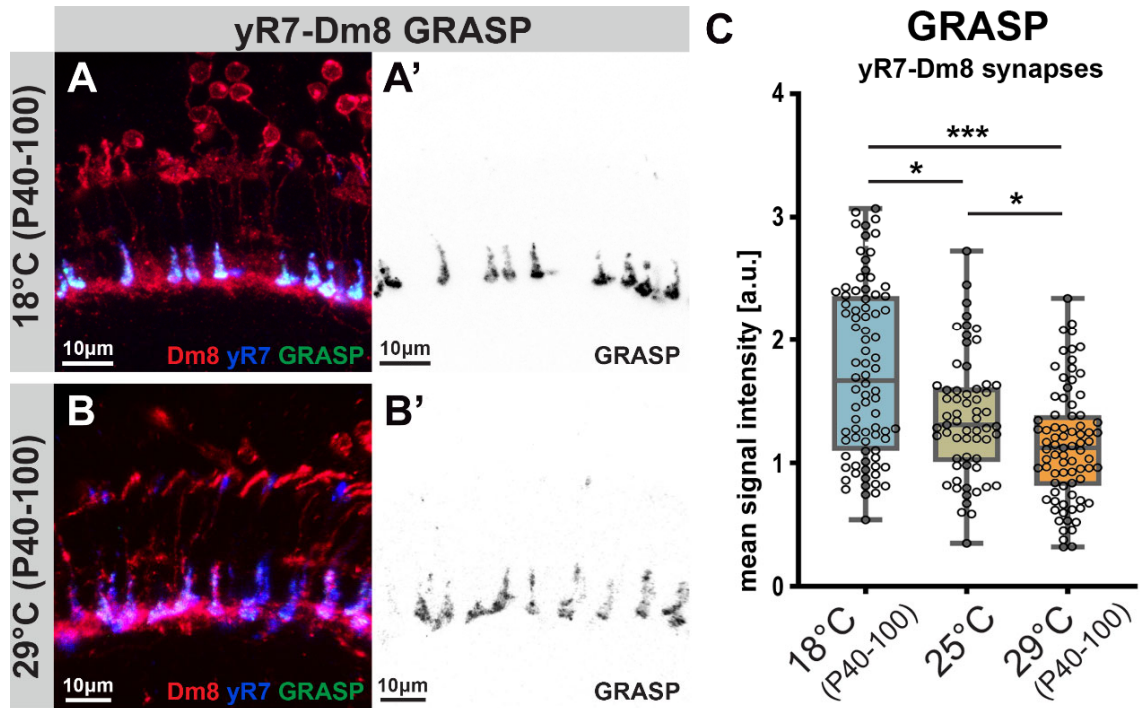 yR7-Dm8 GRASP
18°C (P40-100)
A
A’
10µm
Dm8 yR7 GRASP
10µm
GRASP
29°C (P40-100)
B
B’
10µm
Dm8 yR7 GRASP
10µm
GRASP
C
GRASP
yR7-Dm8 synapses
mean signal intensity [a.u.]
4
3
2
1
0
***
*
*
18°C
(P40-100)
25°C
29°C
(P40-100)